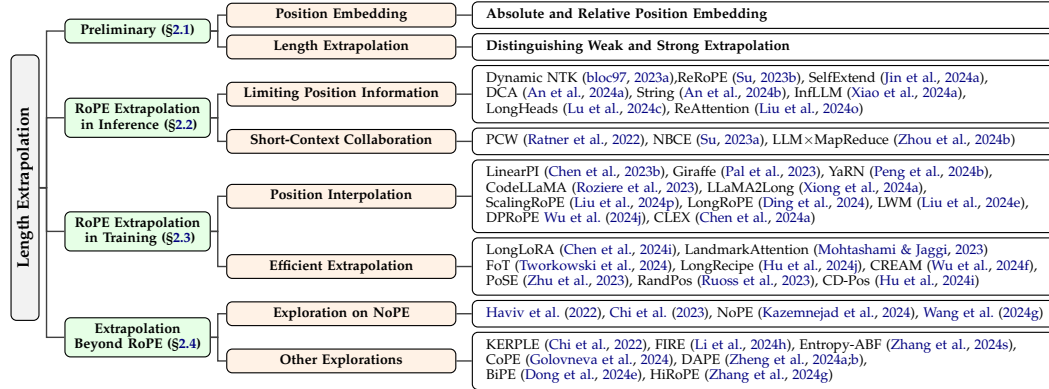 Length Extrapolation
Preliminary (§2.1)
Position Embedding
Absolute and Relative Position Embedding
Length Extrapolation
Distinguishing Weak and Strong Extrapolation
RoPE Extrapolation
in Inference (§2.2)
Limiting Position Information
Dynamic NTK (bloc97, 2023a),ReRoPE (Su, 2023b), SelfExtend (Jin et al., 2024a),
DCA (An et al., 2024a), String (An et al., 2024b), InfLLM (Xiao et al., 2024a),
LongHeads (Lu et al., 2024c), ReAttention (Liu et al., 2024o)
Short-Context Collaboration
PCW (Ratner et al., 2022), NBCE (Su, 2023a), LLM×MapReduce (Zhou et al., 2024b)
RoPE Extrapolation
in Training (§2.3)
Position Interpolation
LinearPI (Chen et al., 2023b), Giraffe (Pal et al., 2023), YaRN (Peng et al., 2024b),
CodeLLaMA (Roziere et al., 2023), LLaMA2Long (Xiong et al., 2024a),
ScalingRoPE (Liu et al., 2024p), LongRoPE (Ding et al., 2024), LWM (Liu et al., 2024e),
DPRoPE Wu et al. (2024j), CLEX (Chen et al., 2024a)
Efficient Extrapolation
LongLoRA (Chen et al., 2024i), LandmarkAttention (Mohtashami & Jaggi, 2023)
FoT (Tworkowski et al., 2024), LongRecipe (Hu et al., 2024j), CREAM (Wu et al., 2024f),
PoSE (Zhu et al., 2023), RandPos (Ruoss et al., 2023), CD-Pos (Hu et al., 2024i)
Extrapolation
Beyond RoPE (§2.4)
Exploration on NoPE
Haviv et al. (2022), Chi et al. (2023), NoPE (Kazemnejad et al., 2024), Wang et al. (2024g)
Other Explorations
KERPLE (Chi et al., 2022), FIRE (Li et al., 2024h), Entropy-ABF (Zhang et al., 2024s),
CoPE (Golovneva et al., 2024), DAPE (Zheng et al., 2024a;b),
BiPE (Dong et al., 2024e), HiRoPE (Zhang et al., 2024g)